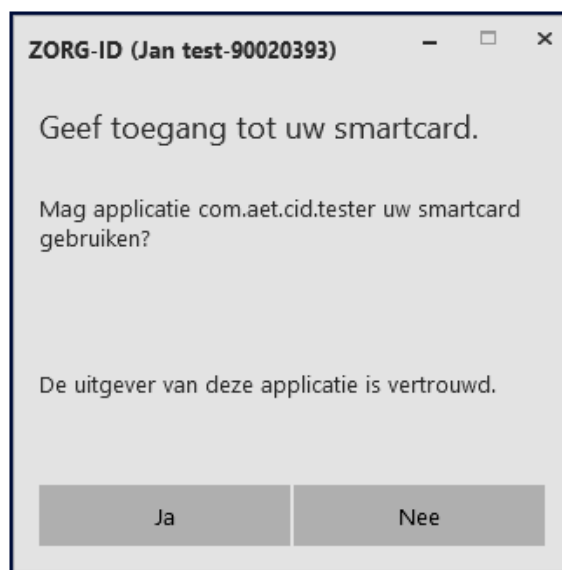 ZORG-ID (Jan test-90020393)
Geef toegang tot uw smartcard.
Mag applicatie com.aet.cid.tester uw smartcard
gebruiken?
De uitgever van deze applicatie is vertrouwd.
Ja
Nee